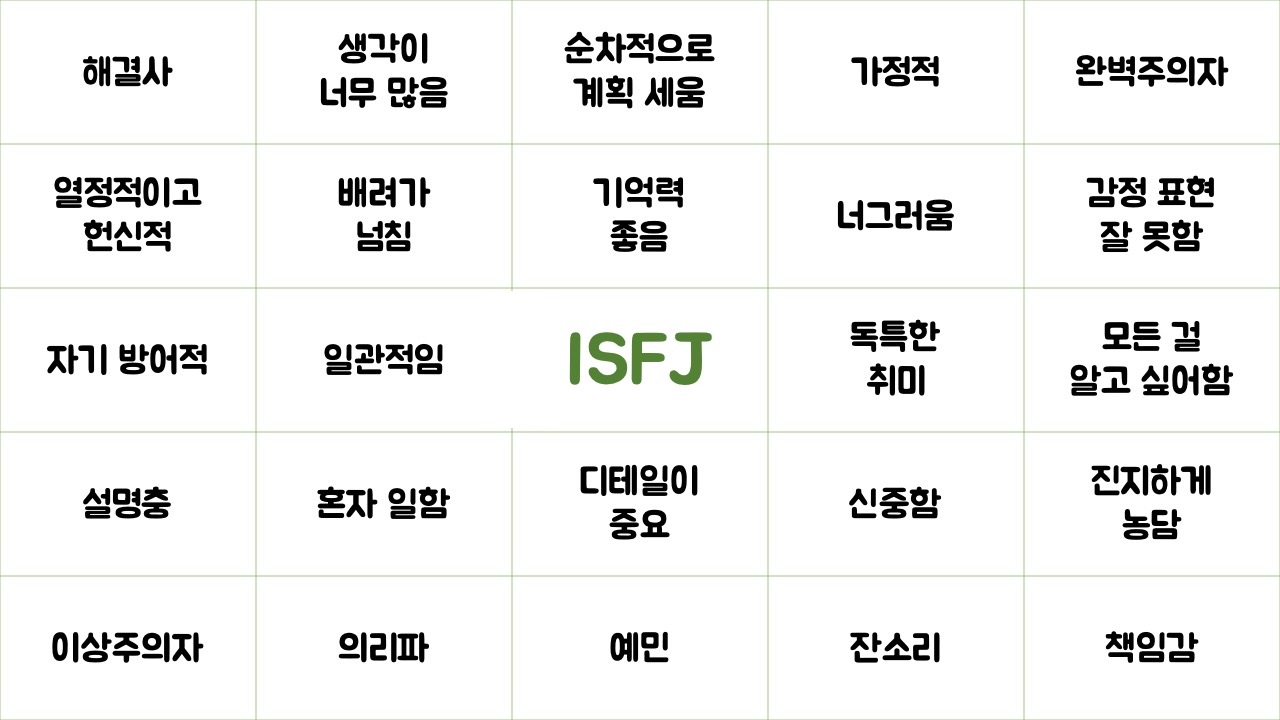 해결사
생각이
너무 많음
순차적으로
계획 세움
가정적
완벽주의자
열정적이고
헌신적
배려가
넘침
기억력
좋음
너그러움
감정 표현
잘 못함
자기 방어적
일관적임
ISFJ
독특한
취미
모든 걸
알고 싶어함
설명충
혼자 일함
디테일이
중요
신중함
진지하게
농담
이상주의자
의리파
예민
잔소리
책임감